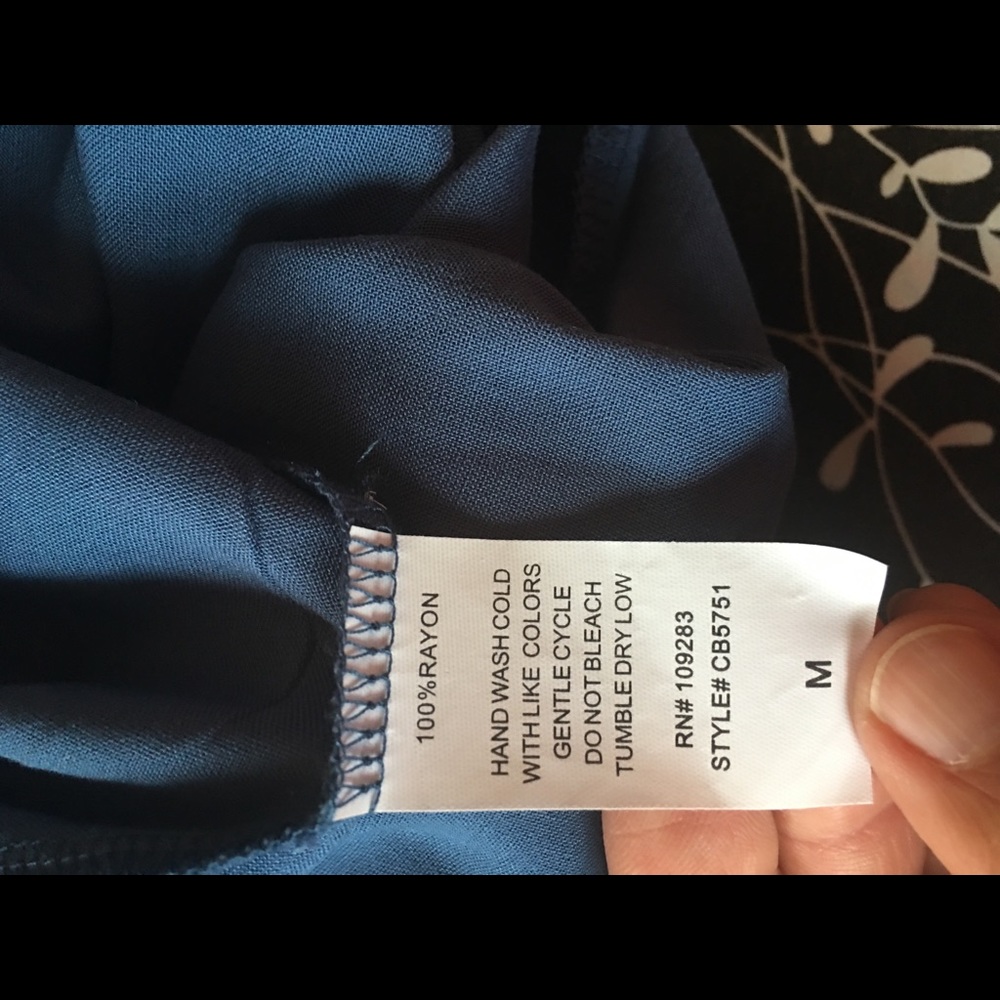 100%RAYON
HAND WASH COLD
WITH LIKE COLORS
GENTLE CYCLE
DO NOT BLEACH
TUMBLE DRY LOW
RN# 109283
STYLE# CB5751
M